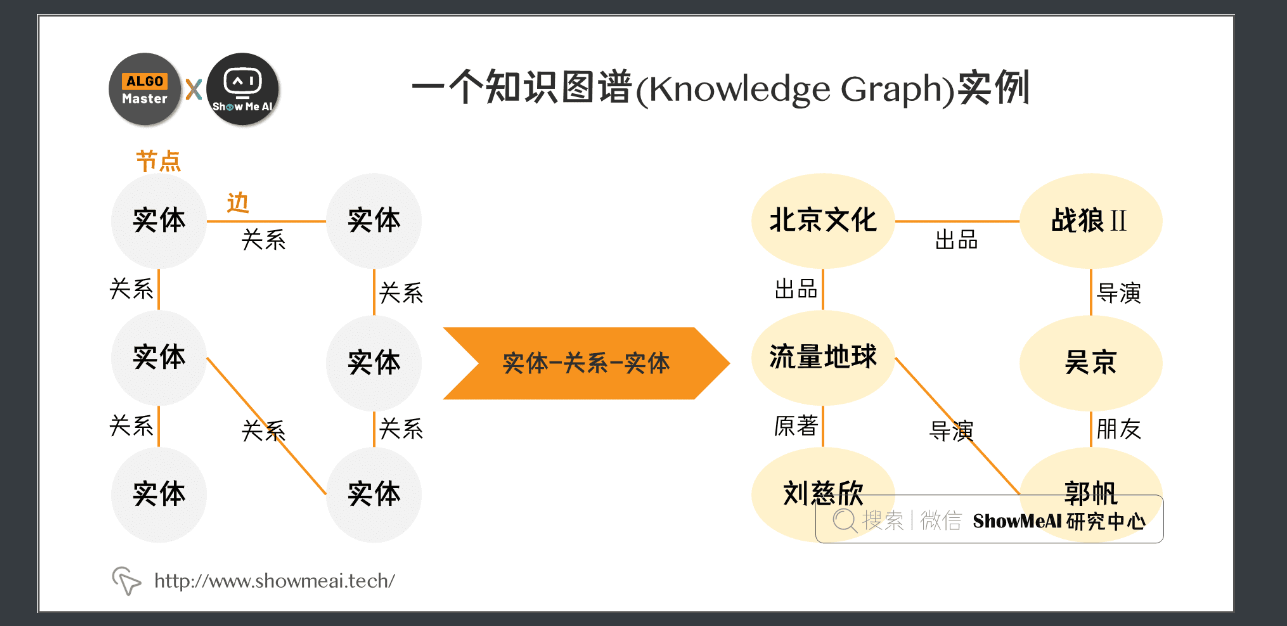 ALGO
Master
X
Show Me AI
一个知识图谱(Knowledge Graph)实例
节点
实体
边
关系
实体
关系
关系
实体
实体
关系
关系
关系
实体
实体
实体-关系-实体
北京文化
出品
战狼Ⅱ
出品
导演
流量地球
吴京
原著
导演
朋友
刘慈欣
郭帆
搜索|微信 ShowMeAI 研究中心
http://www.showmeai.tech/